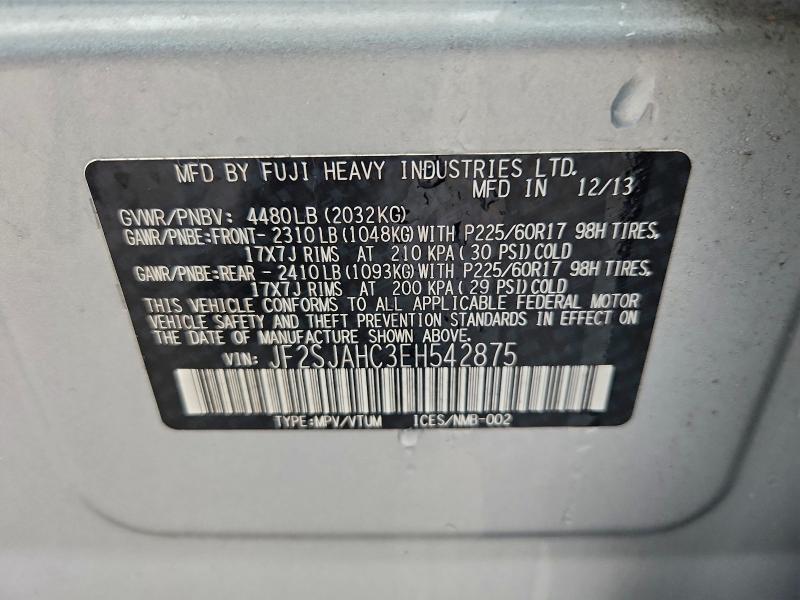 MFD BY FUJI HEAVY INDUSTRIES LTD.
MFD IN 12/13
GVWR/PNBV: 4480LB(2032KG)
GAWR/PNBE:FRONT-2310LB(1048KG)WITH P225/60R17 98H TIRES,
17X7J RIMS AT 210 KPA( 30 PSI)COLD
GAWR/PNBE:REAR -2410LB(1093KG)WITH P225/60R17 98H TIRES,
17X7J RIMS AT 200 KPA(29 PSI)COLD
THIS VEHICLE CONFORMS TO ALL APPLICABLE FEDERAL MOTOR
VEHICLE SAFETY AND THEFT PREVENTION STANDARDS IN EFFECT ON
THE DATE OF MANUFACTURE SHOWN ABOVE.
VIN: JF2SJAHC3EH542875
TYPE:MPV/VTUM ICES/NMB-002